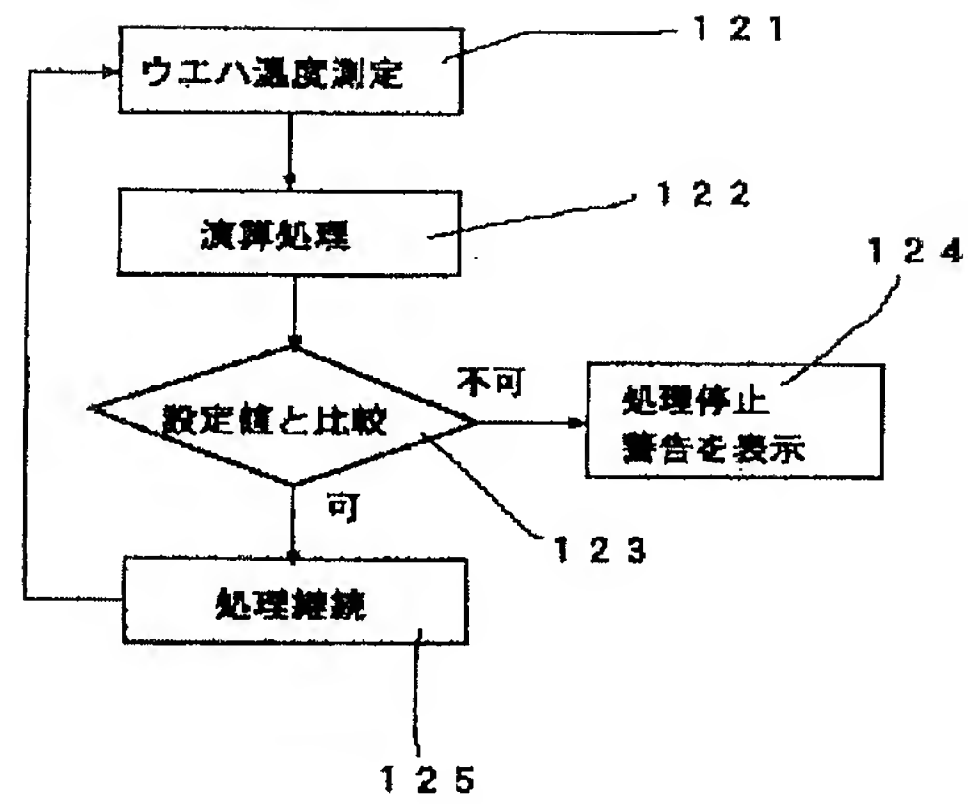 １２１
ウエハ温度測定
１２２
演算処理
１２４
不可
処理停止
警告を表示
設定値と比較
可
１２３
処理継続
１２５